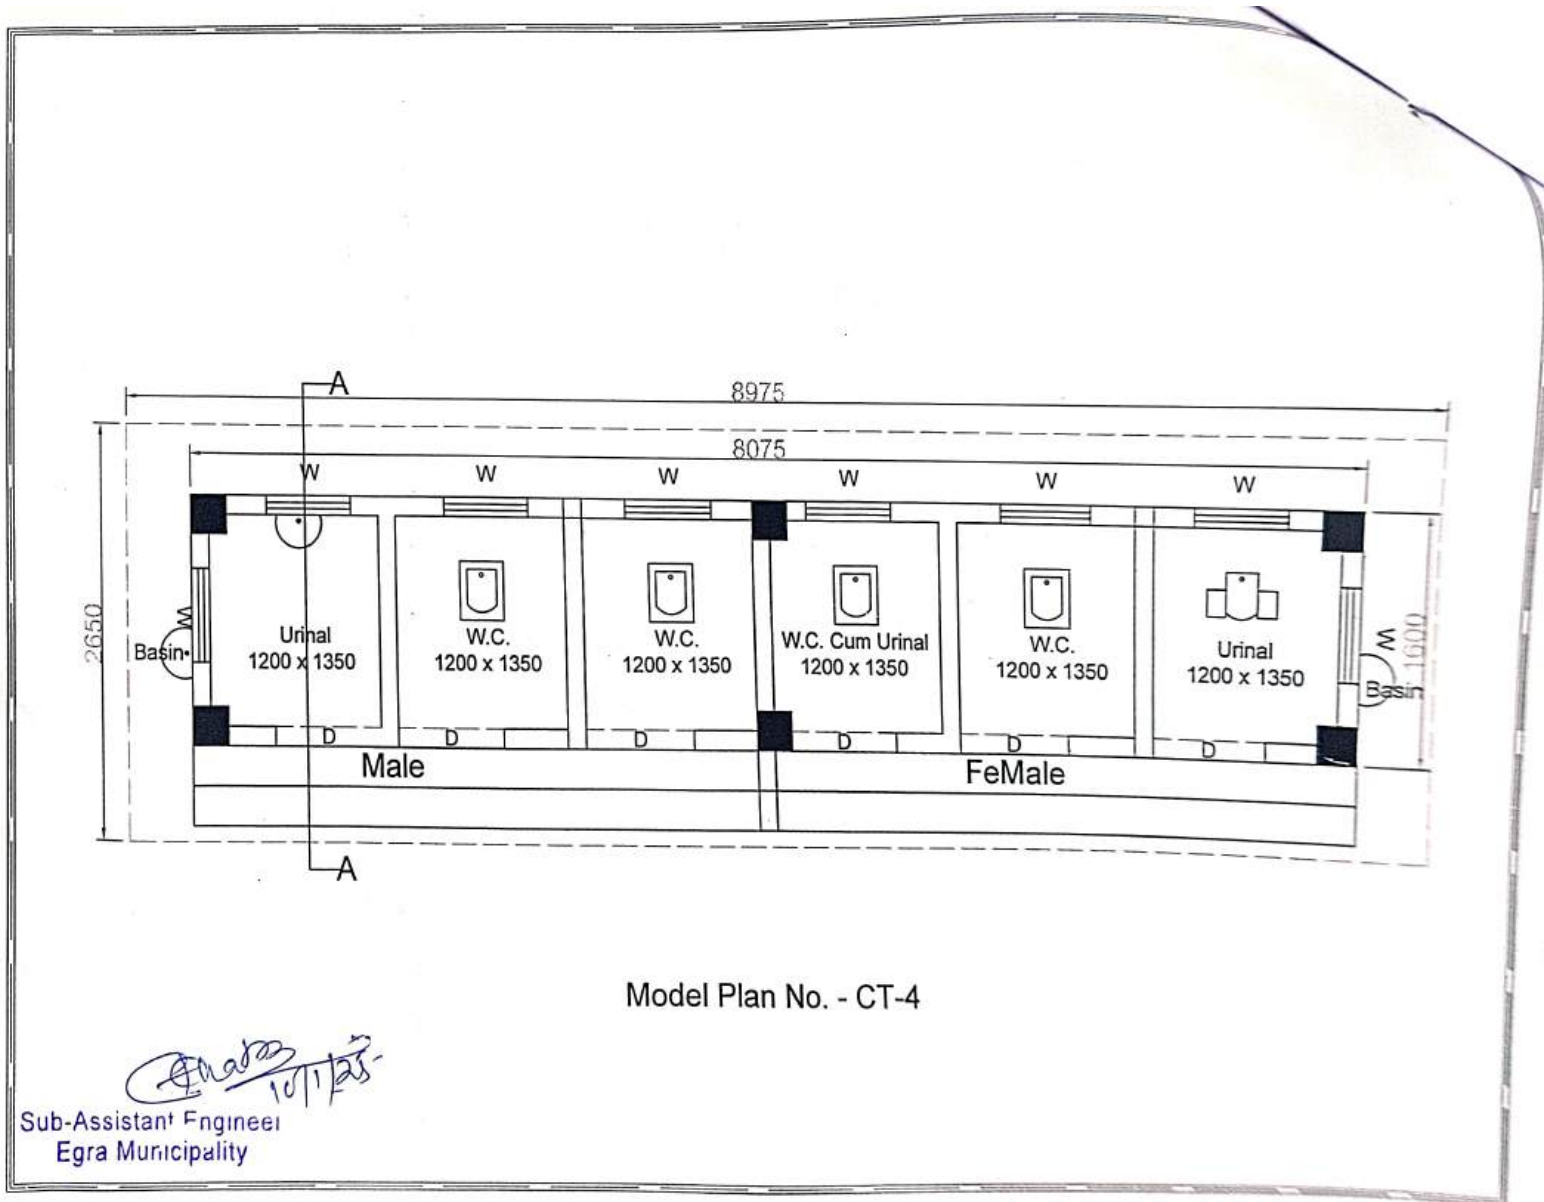 A
8975
8075
W W W W W W
2650
W
Basin
Urinal
1200 x 1350
W.C.
1200 x 1350
W.C.
1200 x 1350
W.C. Cum Urinal
1200 x 1350
W.C.
1200 x 1350
Urinal
1200 x 1350
W
Basin
1600
D D D D D D
Male
FeMale
A
Model Plan No. - CT-4
10/1/25
Sub-Assistant Engineer
Egra Municipality